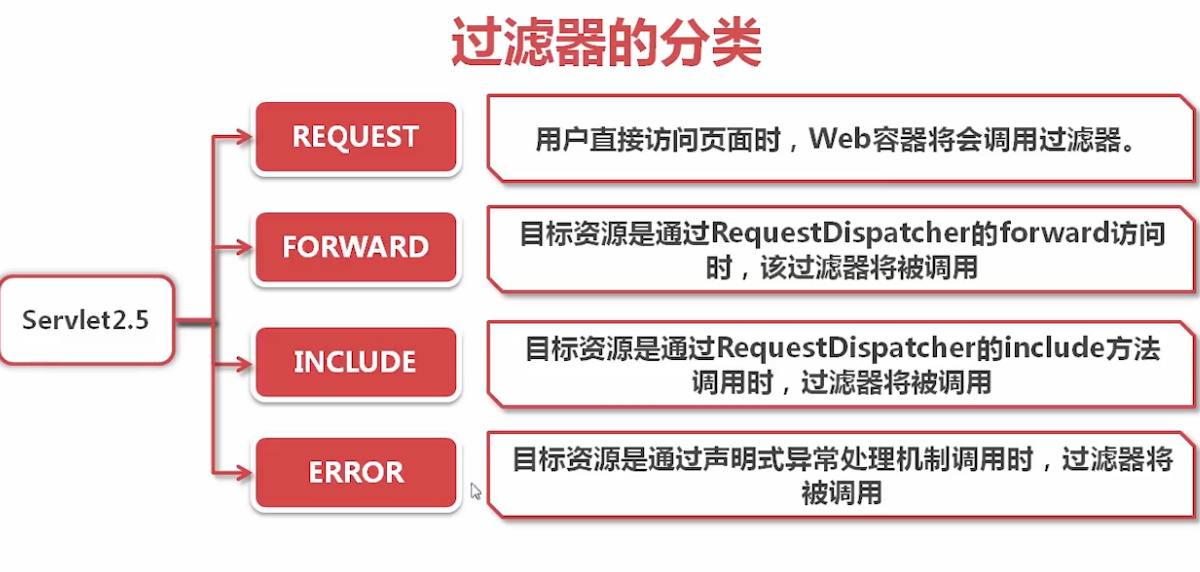 过滤器的分类
REQUEST
用户直接访问页面时，Web容器将会调用过滤器。
FORWARD
目标资源是通过RequestDispatcher的forward访问
时，该过滤器将被调用
Servlet2.5
INCLUDE
目标资源是通过RequestDispatcher的include方法
调用时，过滤器将被调用
ERROR
目标资源是通过声明式异常处理机制调用时，过滤器将
被调用